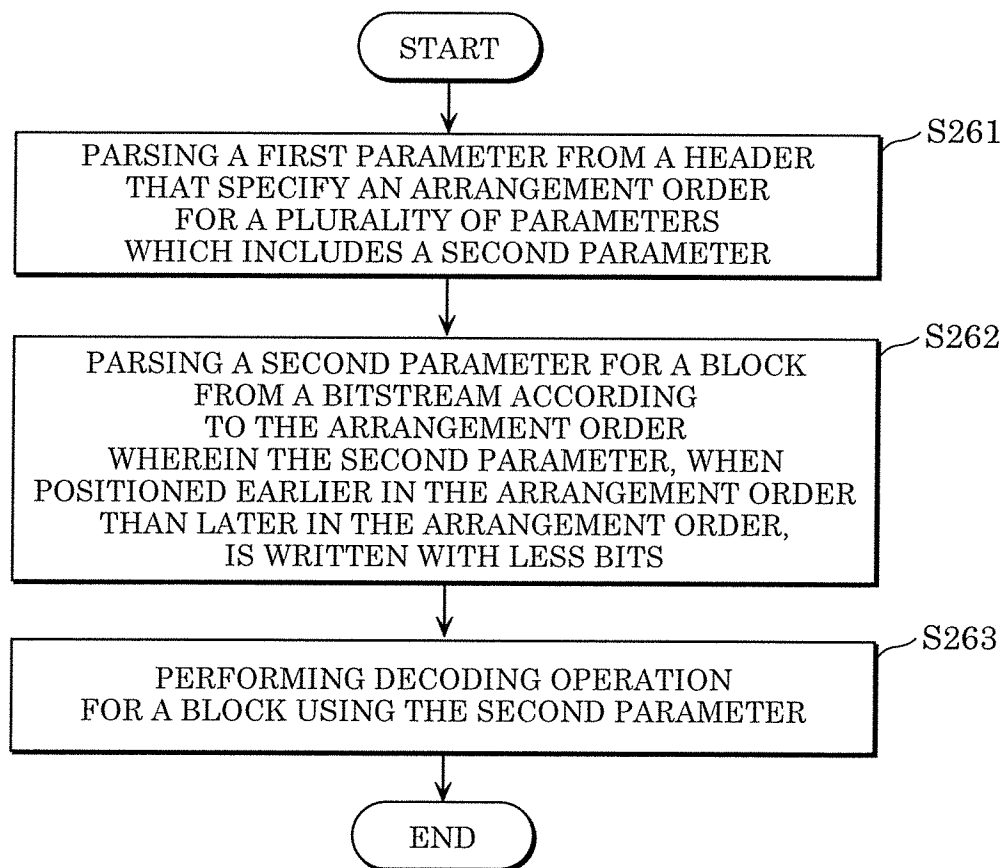 START
S261
PARSING A FIRST PARAMETER FROM A HEADER
THAT SPECIFY AN ARRANGEMENT ORDER
FOR A PLURALITY OF PARAMETERS
WHICH INCLUDES A SECOND PARAMETER
S262
PARSING A SECOND PARAMETER FOR A BLOCK
FROM A BITSTREAM ACCORDING
TO THE ARRANGEMENT ORDER
WHEREIN THE SECOND PARAMETER, WHEN
POSITIONED EARLIER IN THE ARRANGEMENT ORDER
THAN LATER IN THE ARRANGEMENT ORDER,
IS WRITTEN WITH LESS BITS
S263
PERFORMING DECODING OPERATION
FOR A BLOCK USING THE SECOND PARAMETER
END